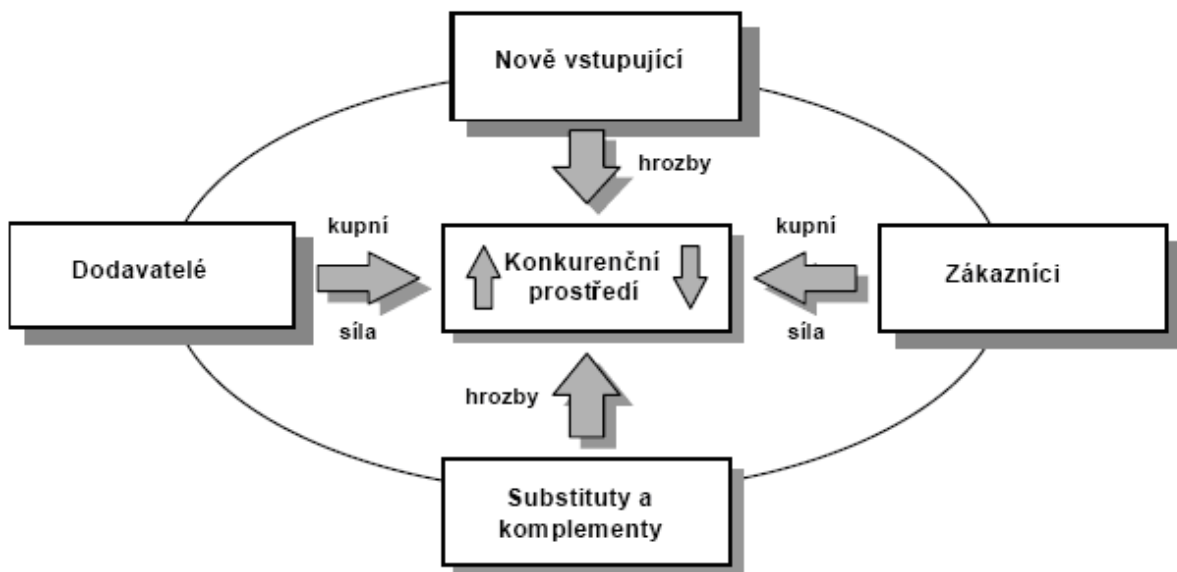 Nově vstupující
hrozby
kupní
Dodavatelé
síla
Konkurenční
prostředí
kupní
Zákazníci
síla
hrozby
Substituty a
komplementy